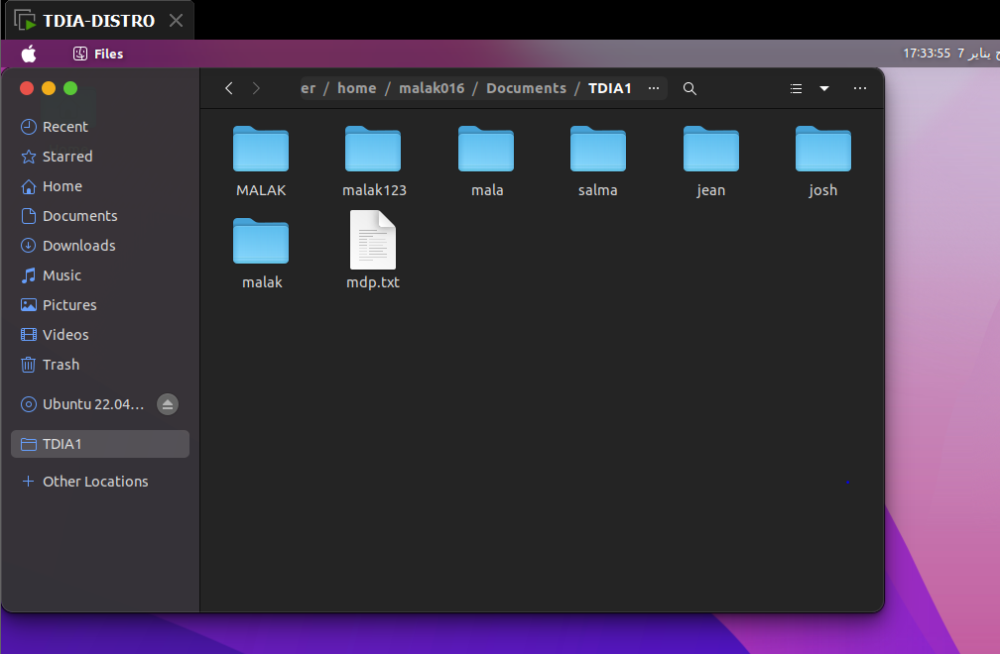 TDIA-DISTRO
Files
17:33:55 7 يناير
er / home / malak016 / Documents / TDIA1 ···
Recent
Starred
Home
Documents
Downloads
Music
Pictures
Videos
Trash
Ubuntu 22.04…
TDIA1
Other Locations
MALAK malak123 mala salma jean josh
malak mdp.txt